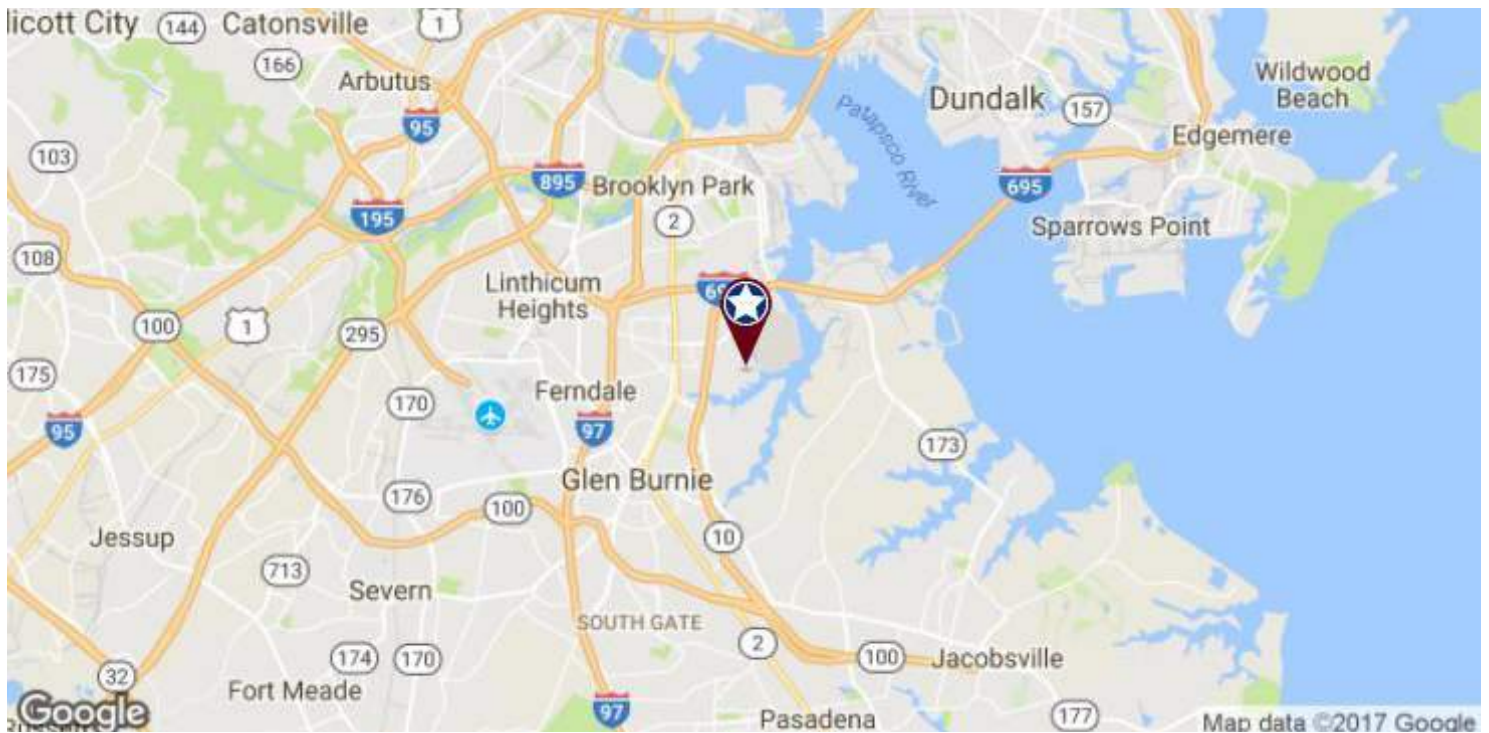 licott City
144
Catonsville
1
166
Arbutus
95
Dundalk
157
Wildwood
Beach
Patapsco River
Edgemere
103
895
Brooklyn Park
695
195
2
Sparrows Point
108
Linthicum
Heights
100
1
295
175
170
Ferndale
95
97
173
Glen Burnie
176
100
10
Jessup
713
Severn
SOUTH GATE
174
170
2
100
Jacobsville
32
Fort Meade
97
Pasadena
177
Google
Map data ©2017 Google